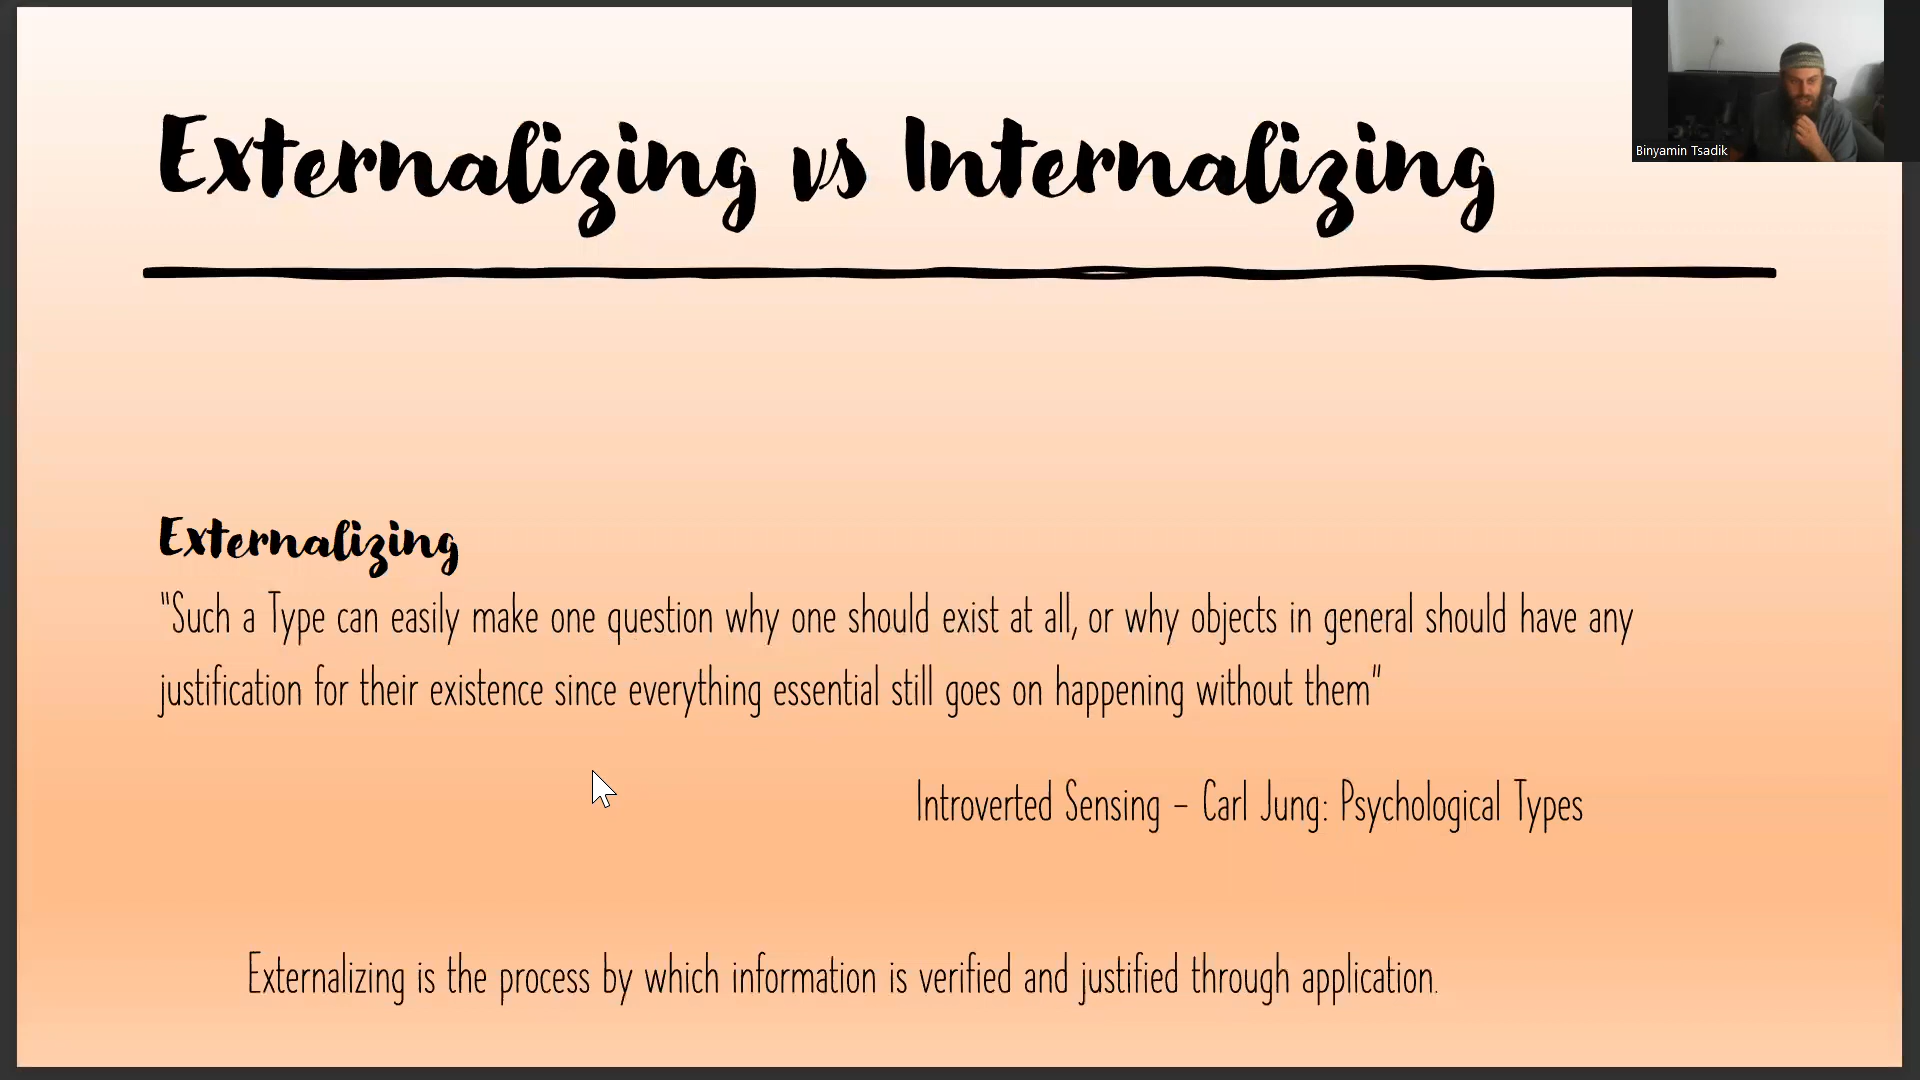 Externalizing vs Internalizing
Binyamin Tsadik
Externalizing
"Such a Type can easily make one question why one should exist at all, or why objects in general should have any
justification for their existence since everything essential still goes on happening without them"
Introverted Sensing - Carl Jung: Psychological Types
Externalizing is the process by which information is verified and justified through application.